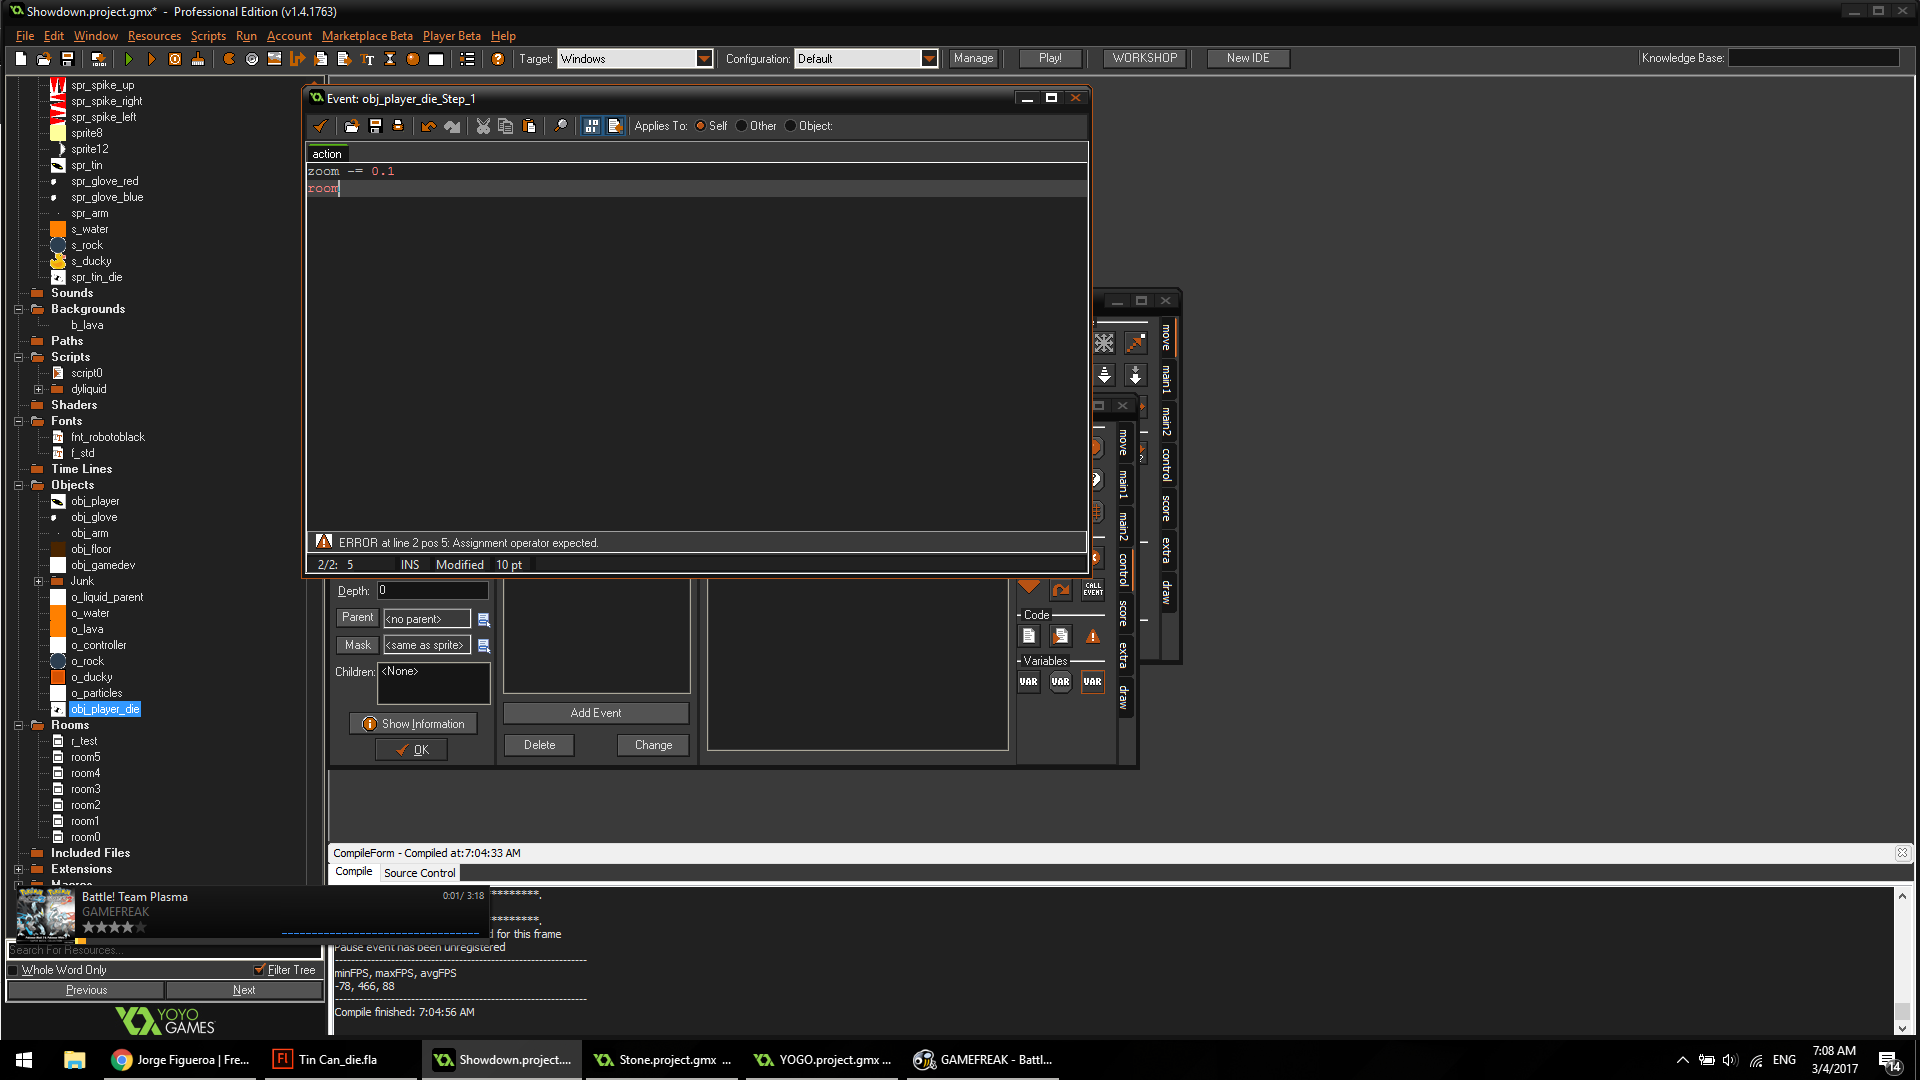 Showdown.project.gmx* - Professional Edition (v1.4.1763)
File Edit Window Resources Scripts Run Account Marketplace Beta Player Beta Help
Target: Windows Configuration: Default Manage Play! WORKSHOP New IDE Knowledge Base:
spr_spike_up
spr_spike_right
spr_spike_left
sprite8
sprite12
spr_tin
spr_glove_red
spr_glove_blue
spr_arm
s_water
s_rock
s_ducky
spr_tin_die
Sounds
Backgrounds
b_lava
Paths
Scripts
script0
dyliquid
Shaders
Fonts
fnt_robotoblack
f_std
Time Lines
Objects
obj_player
obj_glove
obj_arm
obj_floor
obj_gamedev
Junk
o_liquid_parent
o_water
o_lava
o_controller
o_rock
o_ducky
o_particles
obj_player_die
Rooms
r_test
room5
room4
room3
room2
room1
room0
Included Files
Extensions
Macros
Battle! Team Plasma 0:01/ 3:18
GAMEFREAK
Search For Resources...
Whole Word Only Filter Tree
Previous Next
YOYO
GAMES
Event: obj_player_die_Step_1
Applies To: Self Other Object:
action
zoom -= 0.1
room
ERROR at line 2 pos 5: Assignment operator expected.
2/2: 5 INS Modified 10 pt
Depth: 0
Parent <no parent>
Mask <same as sprite>
Children: <None>
Show Information
OK
Add Event
Delete Change
CALL
EVENT
Code
Variables
VAR VAR VAR
move
main1
main2
control
score
extra
draw
move
main1
main2
control
score
extra
draw
CompileForm - Compiled at:7:04:33 AM
Compile Source Control
********.
********.
d for this frame
Pause event has been unregistered
minFPS, maxFPS, avgFPS
-78, 466, 88
Compile finished: 7:04:56 AM
Jorge Figueroa | Fre...
Tin Can_die.fla
Showdown.project....
Stone.project.gmx ...
YOGO.project.gmx ...
GAMEFREAK - Battl...
ENG
7:08 AM
3/4/2017
14